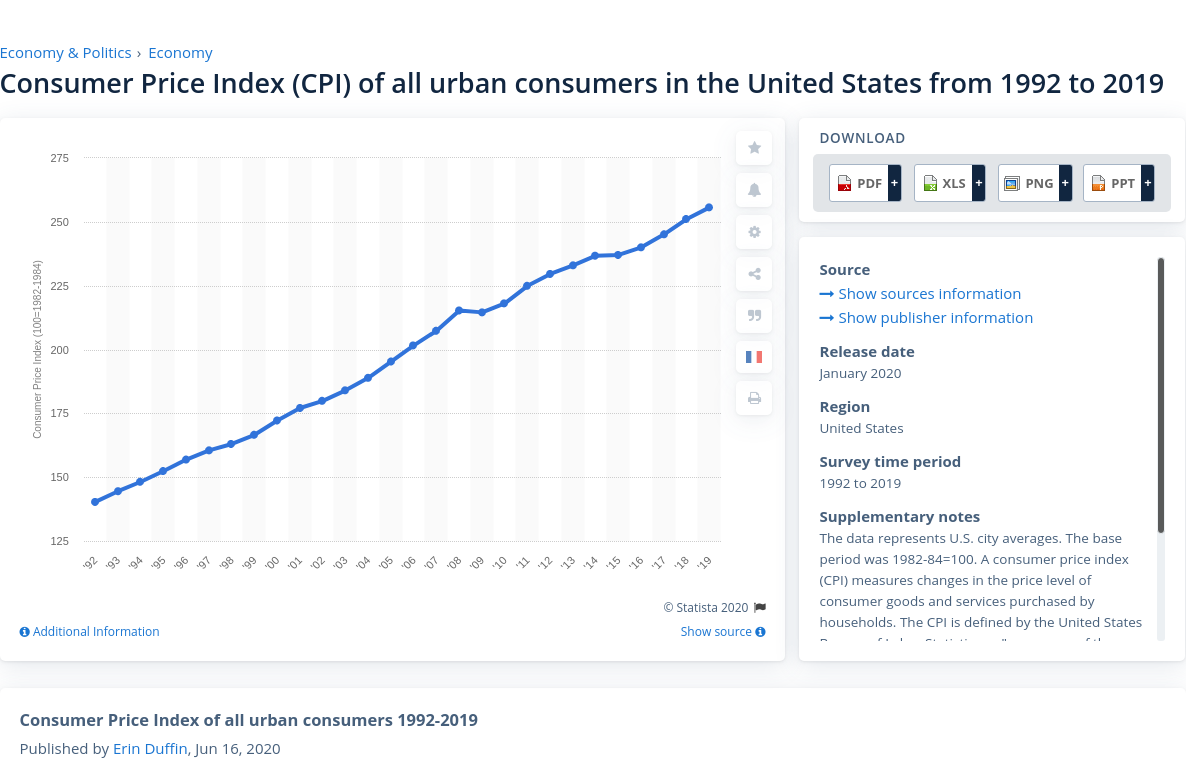 Economy & Politics › Economy
Consumer Price Index (CPI) of all urban consumers in the United States from 1992 to 2019
275
250
225
200
175
150
125
Consumer Price Index (100=1982-1984)
'92 '93 '94 '95 '96 '97 '98 '99 '00 '01 '02 '03 '04 '05 '06 '07 '08 '09 '10 '11 '12 '13 '14 '15 '16 '17 '18 '19
© Statista 2020
Additional Information
Show source
DOWNLOAD
PDF + XLS + PNG + PPT +
Source
Show sources information
Show publisher information
Release date
January 2020
Region
United States
Survey time period
1992 to 2019
Supplementary notes
The data represents U.S. city averages. The base
period was 1982-84=100. A consumer price index
(CPI) measures changes in the price level of
consumer goods and services purchased by
households. The CPI is defined by the United States
Consumer Price Index of all urban consumers 1992-2019
Published by Erin Duffin, Jun 16, 2020